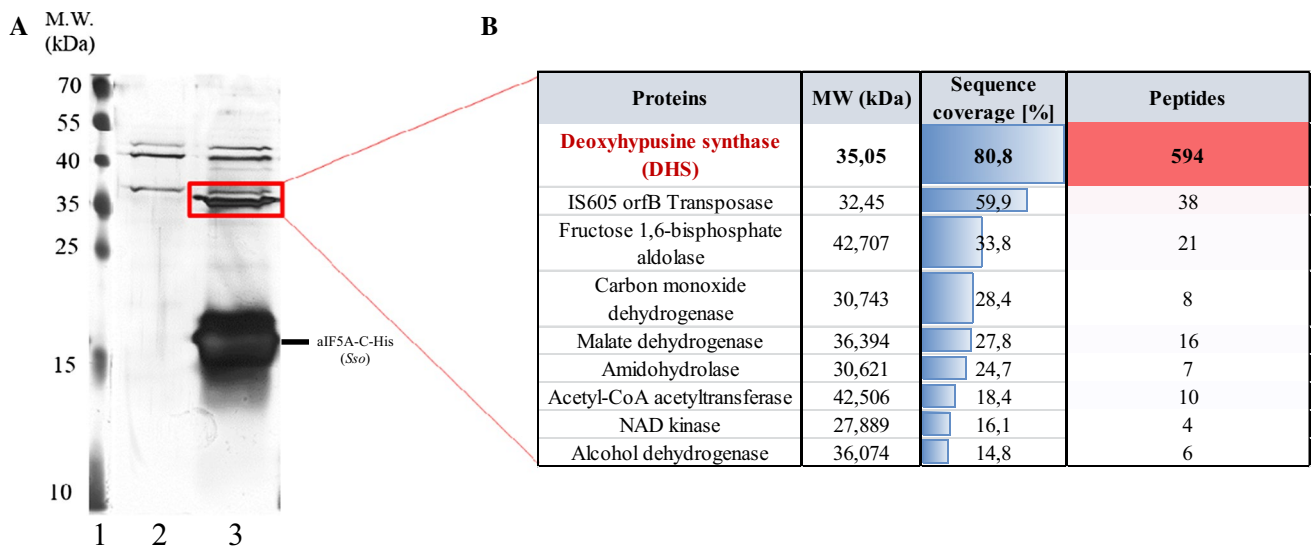 A
M.W.
(kDa)
70
55
40
35
25
15
10
1 2 3
aIF5A-C-His
(Sso)
B
Proteins MW (kDa) Sequence coverage [%] Peptides
Deoxyhypusine synthase
(DHS) 35,05 80,8 594
IS605 orfB Transposase 32,45 59,9 38
Fructose 1,6-bisphosphate
aldolase 42,707 33,8 21
Carbon monoxide
dehydrogenase 30,743 28,4 8
Malate dehydrogenase 36,394 27,8 16
Amidohydrolase 30,621 24,7 7
Acetyl-CoA acetyltransferase 42,506 18,4 10
NAD kinase 27,889 16,1 4
Alcohol dehydrogenase 36,074 14,8 6